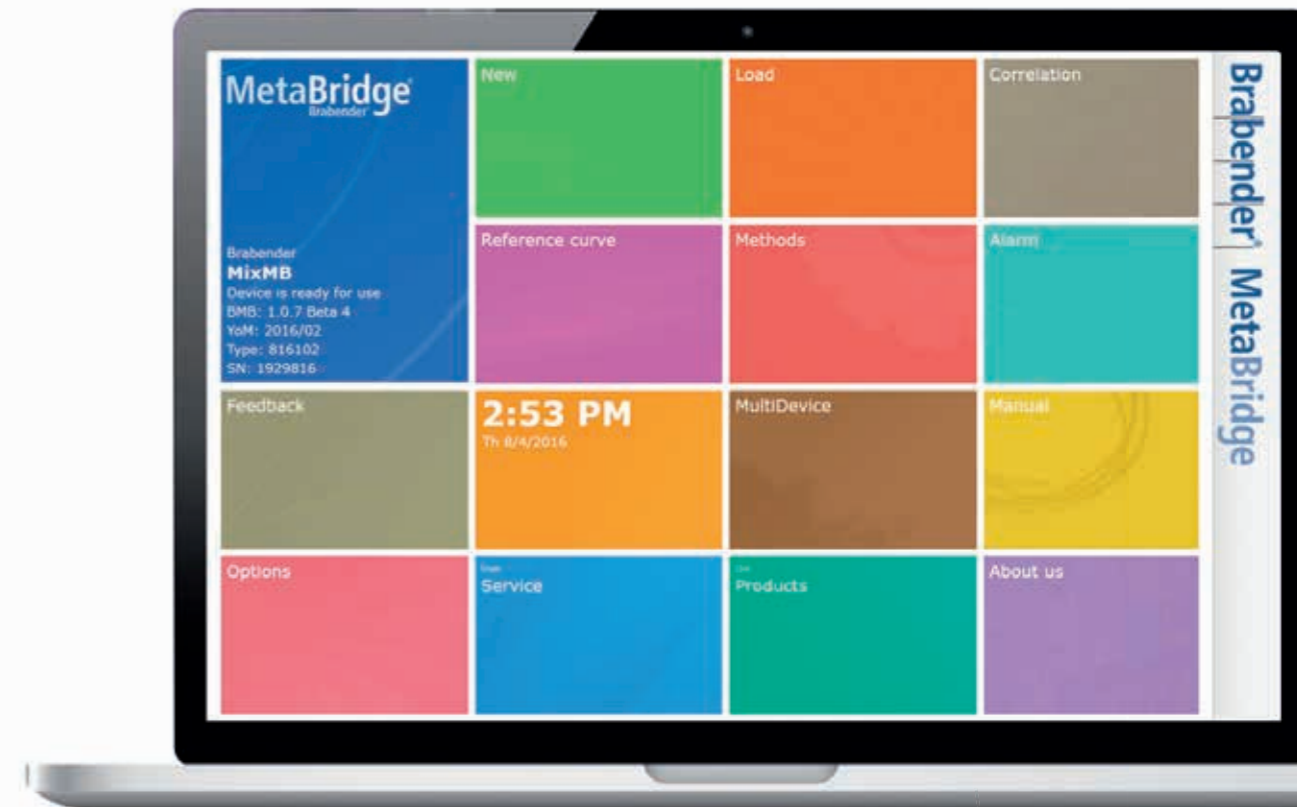 MetaBridge
Brabender®
New
Load
Correlation
Brabender® MetaBridge
Brabender
MixMB
Device is ready for use
BMB: 1.0.7 Beta 4
YoM: 2016/02
Type: 816102
SN: 1929816
Reference curve
Methods
Alarm
Feedback
2:53 PM
Th 8/4/2016
MultiDevice
Manual
Options
Service
Products
About us